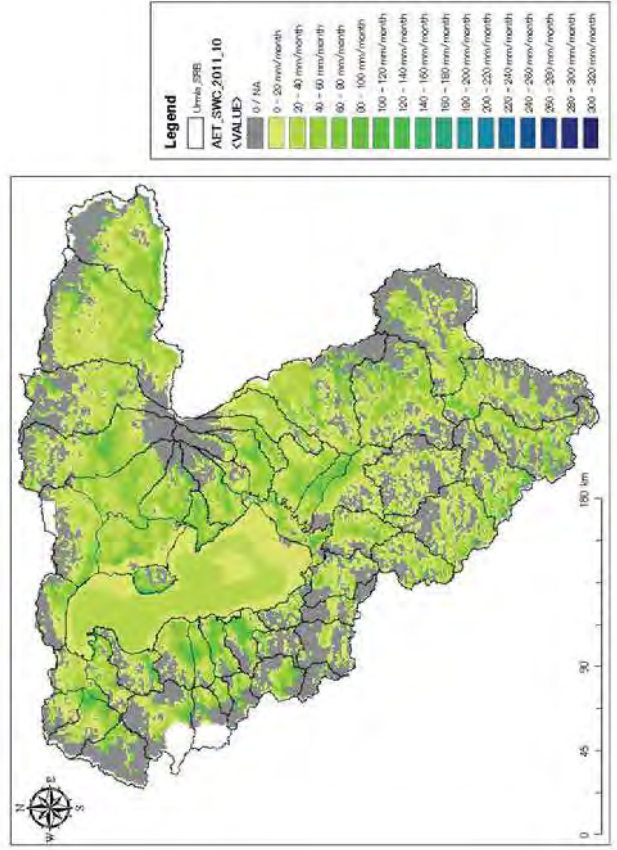 N
W E
S
0 45 90 180 km
Legend
Urmia_SRB
AET_SWC_2011_10
<VALUE>
0 / NA
0 - 20 mm/month
20 - 40 mm/month
40 - 60 mm/month
60 - 80 mm/month
80 - 100 mm/month
100 - 120 mm/month
120 - 140 mm/month
140 - 160 mm/month
160 - 180 mm/month
180 - 200 mm/month
200 - 220 mm/month
220 - 240 mm/month
240 - 260 mm/month
260 - 280 mm/month
280 - 300 mm/month
300 - 320 mm/month